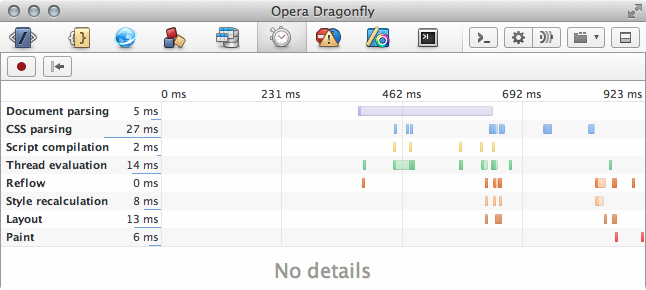 Opera Dragonfly
0 ms 231 ms 462 ms 692 ms 923 ms
Document parsing 5 ms
CSS parsing 27 ms
Script compilation 2 ms
Thread evaluation 14 ms
Reflow 0 ms
Style recalculation 8 ms
Layout 13 ms
Paint 6 ms
No details